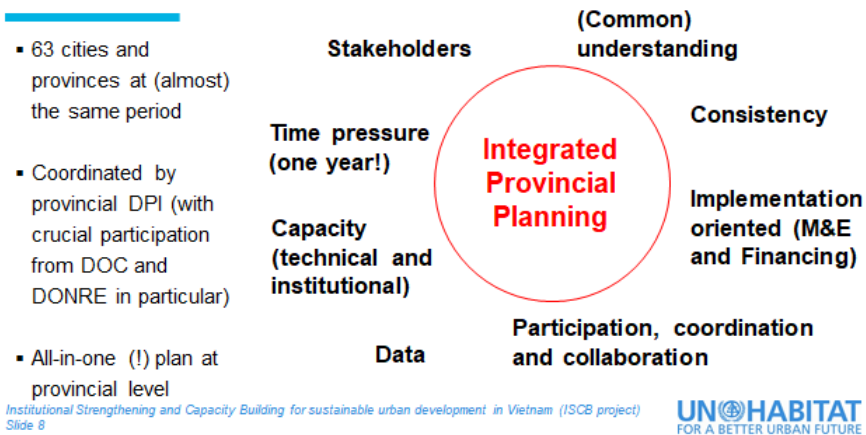 ▪ 63 cities and
provinces at (almost)
the same period
▪ Coordinated by
provincial DPI (with
crucial participation
from DOC and
DONRE in particular)
▪ All-in-one (!) plan at
provincial level
Stakeholders
(Common)
understanding
Time pressure
(one year!)
Consistency
Integrated
Provincial
Planning
Capacity
(technical and
institutional)
Implementation
oriented (M&E
and Financing)
Data
Participation, coordination
and collaboration
Institutional Strengthening and Capacity Building for sustainable urban development in Vietnam (ISCB project)
Slide 8
UN HABITAT
FOR A BETTER URBAN FUTURE